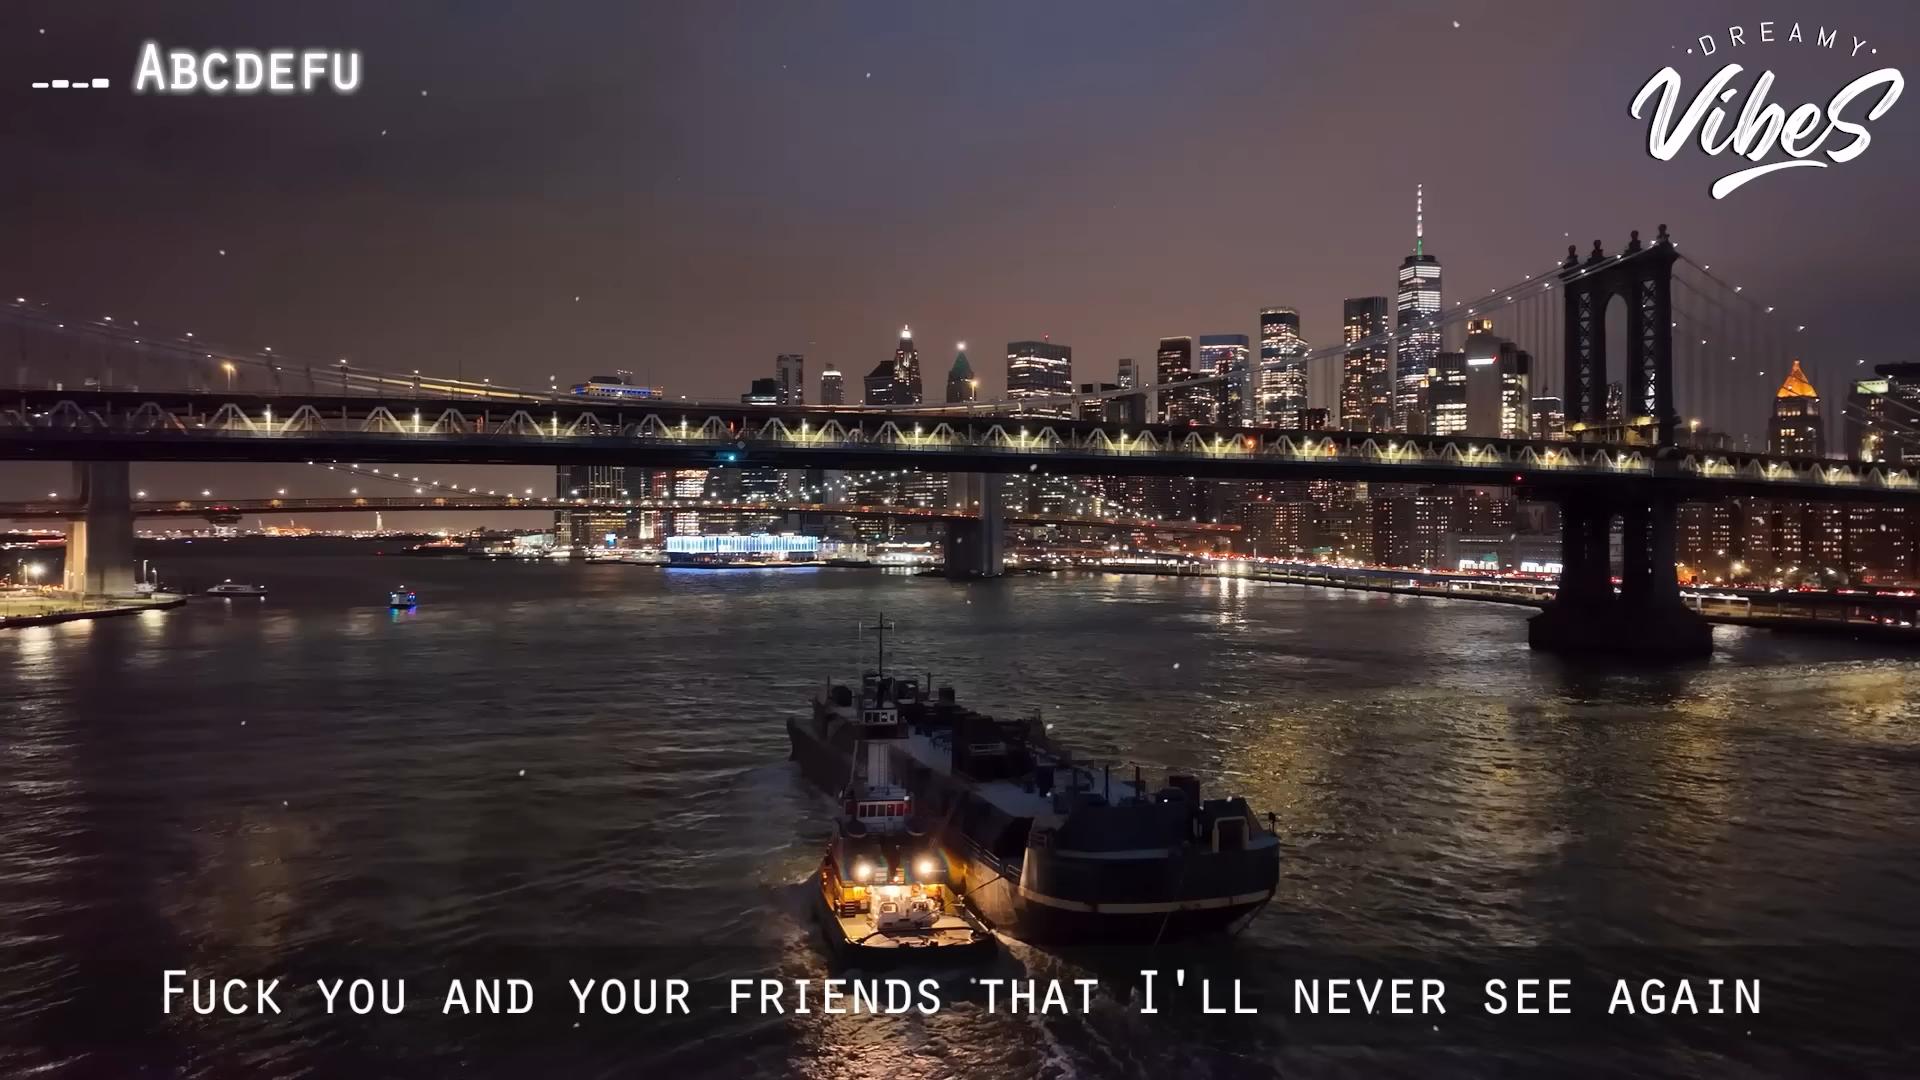 ---- Abcdefu
·DREAMY·
Vibes
Fuck you and your friends that I'll never see again